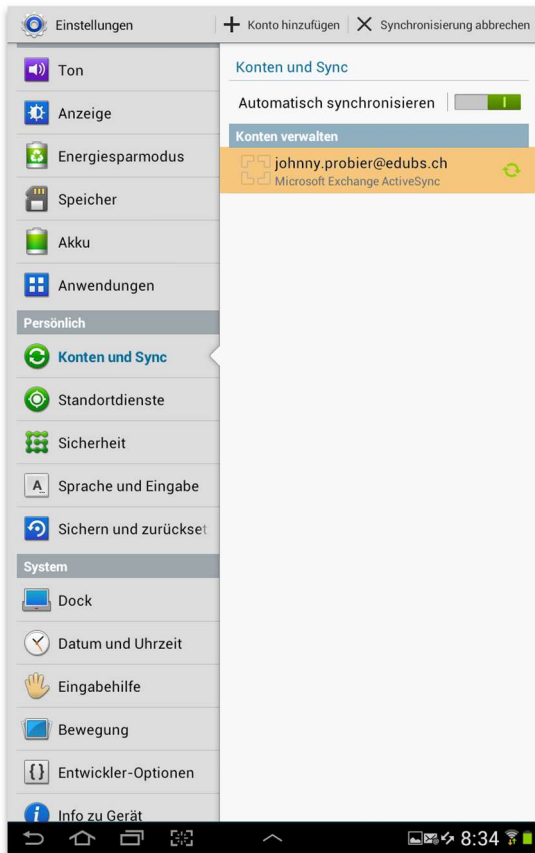 Einstellungen
Konto hinzufügen
Synchronisierung abbrechen
Ton
Anzeige
Energiesparmodus
Speicher
Akku
Anwendungen
Persönlich
Konten und Sync
Standortdienste
Sicherheit
A
Sprache und Eingabe
Sichern und zurückset
System
Dock
Datum und Uhrzeit
Eingabehilfe
Bewegung
{} Entwickler-Optionen
i Info zu Gerät
Konten und Sync
Automatisch synchronisieren
Konten verwalten
johnny.probier@edubs.ch
Microsoft Exchange ActiveSync
8:34